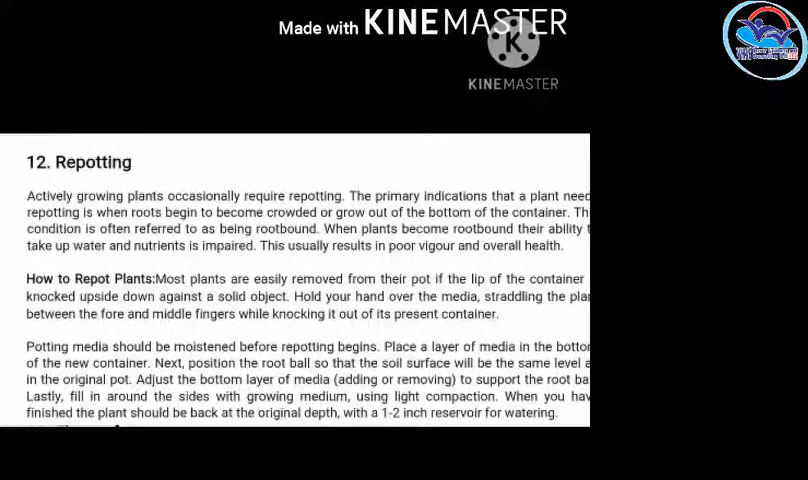 Made with KINEMASTER
K
KINEMASTER
12. Repotting
Actively growing plants occasionally require repotting. The primary indications that a plant need
repotting is when roots begin to become crowded or grow out of the bottom of the container. Thi
condition is often referred to as being rootbound. When plants become rootbound their ability t
take up water and nutrients is impaired. This usually results in poor vigour and overall health.
How to Repot Plants:Most plants are easily removed from their pot if the lip of the container
knocked upside down against a solid object. Hold your hand over the media, straddling the plan
between the fore and middle fingers while knocking it out of its present container.
Potting media should be moistened before repotting begins. Place a layer of media in the bottor
of the new container. Next, position the root ball so that the soil surface will be the same level a
in the original pot. Adjust the bottom layer of media (adding or removing) to support the root ba
Lastly, fill in around the sides with growing medium, using light compaction. When you hav
finished the plant should be back at the original depth, with a 1-2 inch reservoir for watering.